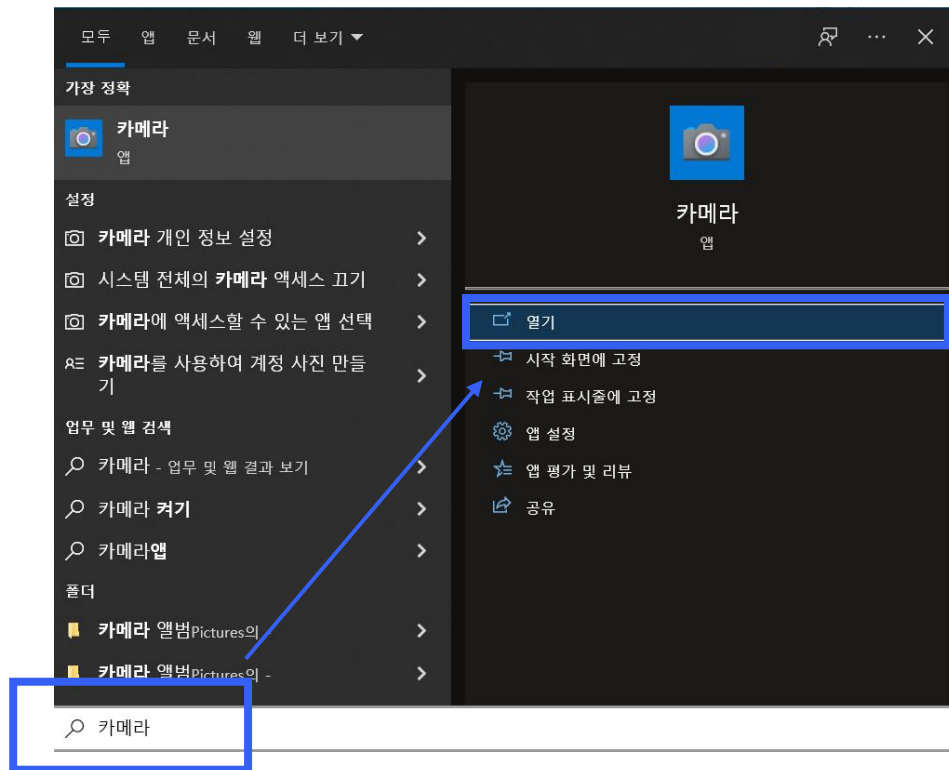 모두 앱 문서 웹 더 보기
가장 정확
카메라
앱
설정
카메라 개인 정보 설정
시스템 전체의 카메라 액세스 끄기
카메라에 액세스할 수 있는 앱 선택
카메라를 사용하여 계정 사진 만들
기
업무 및 웹 검색
카메라 - 업무 및 웹 결과 보기
카메라 켜기
카메라앱
폴더
카메라 앨범Pictures의 -
카메라 앨범Pictures의 -
카메라
카메라
앱
열기
시작 화면에 고정
작업 표시줄에 고정
앱 설정
앱 평가 및 리뷰
공유